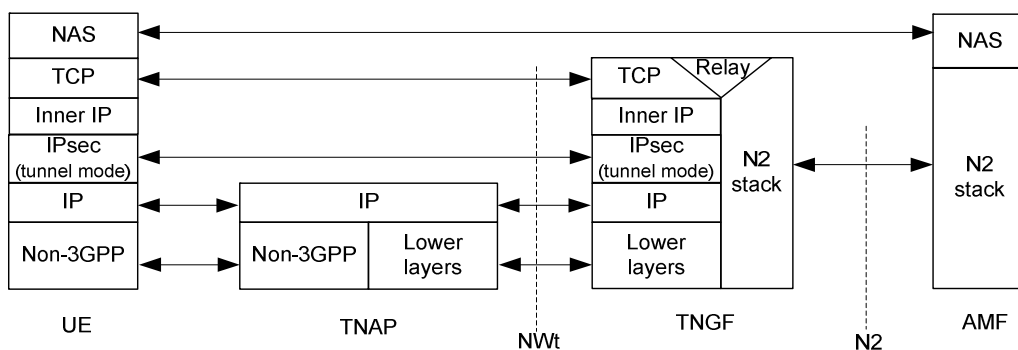 NAS
TCP
Inner IP
IPsec
(tunnel mode)
IP
Non-3GPP
UE
IP
Non-3GPP
Lower
layers
TNAP
NWt
TCP
Relay
Inner IP
IPsec
(tunnel mode)
IP
Lower
layers
N2
stack
TNGF
N2
NAS
N2
stack
AMF